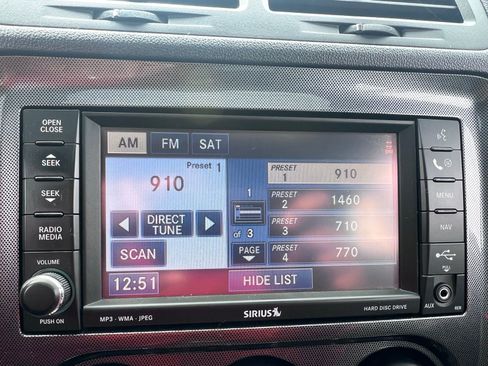 OPEN
CLOSE
SEEK
SEEK
RADIO
MEDIA
VOLUME
PUSH ON
AM
FM
SAT
Preset 1
910
DIRECT
TUNE
SCAN
12:51
1
of 3
PAGE
HIDE LIST
PRESET
1
910
PRESET
2
1460
PRESET
3
710
PRESET
4
770
MENU
NAV
AUX
MP3 · WMA · JPEG
SIRIUS
HARD DISC DRIVE